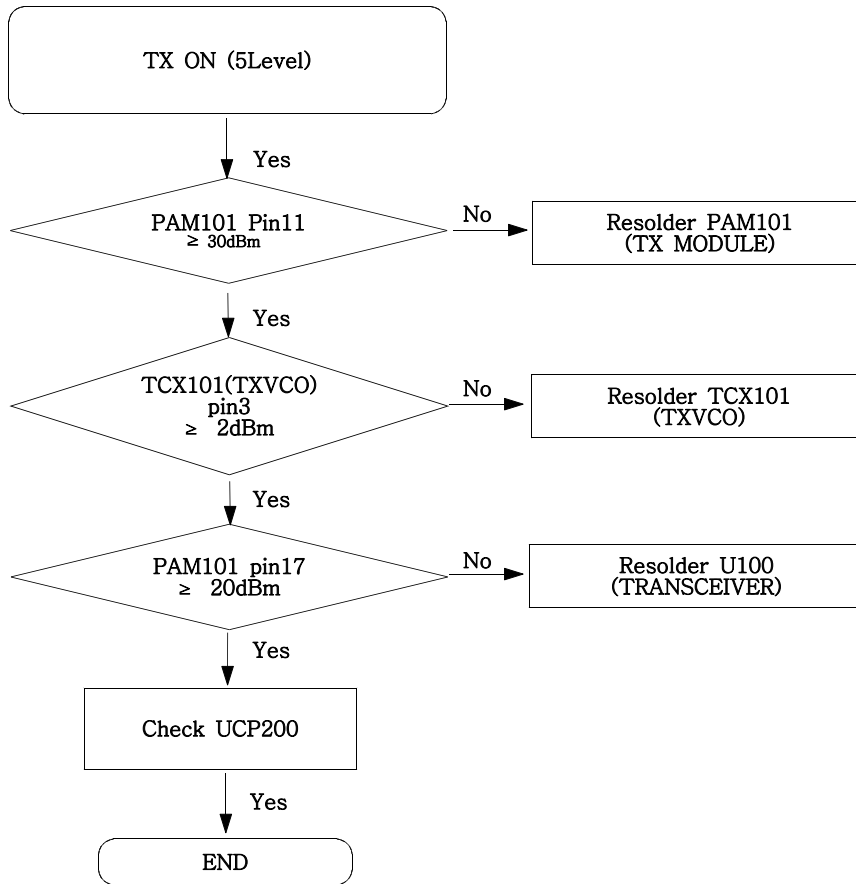 TX ON (5Level)
Yes
PAM101 Pin11
≥ 30dBm
No
Resolder PAM101
(TX MODULE)
Yes
TCX101(TXVCO)
pin3
≥ 2dBm
No
Resolder TCX101
(TXVCO)
Yes
PAM101 pin17
≥ 20dBm
No
Resolder U100
(TRANSCEIVER)
Yes
Check UCP200
Yes
END